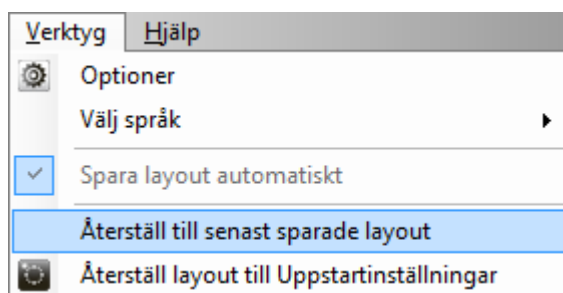 Verktyg Hjälp
Optioner
Välj språk
Spara layout automatiskt
Återställ till senast sparade layout
Återställ layout till Uppstartinställningar